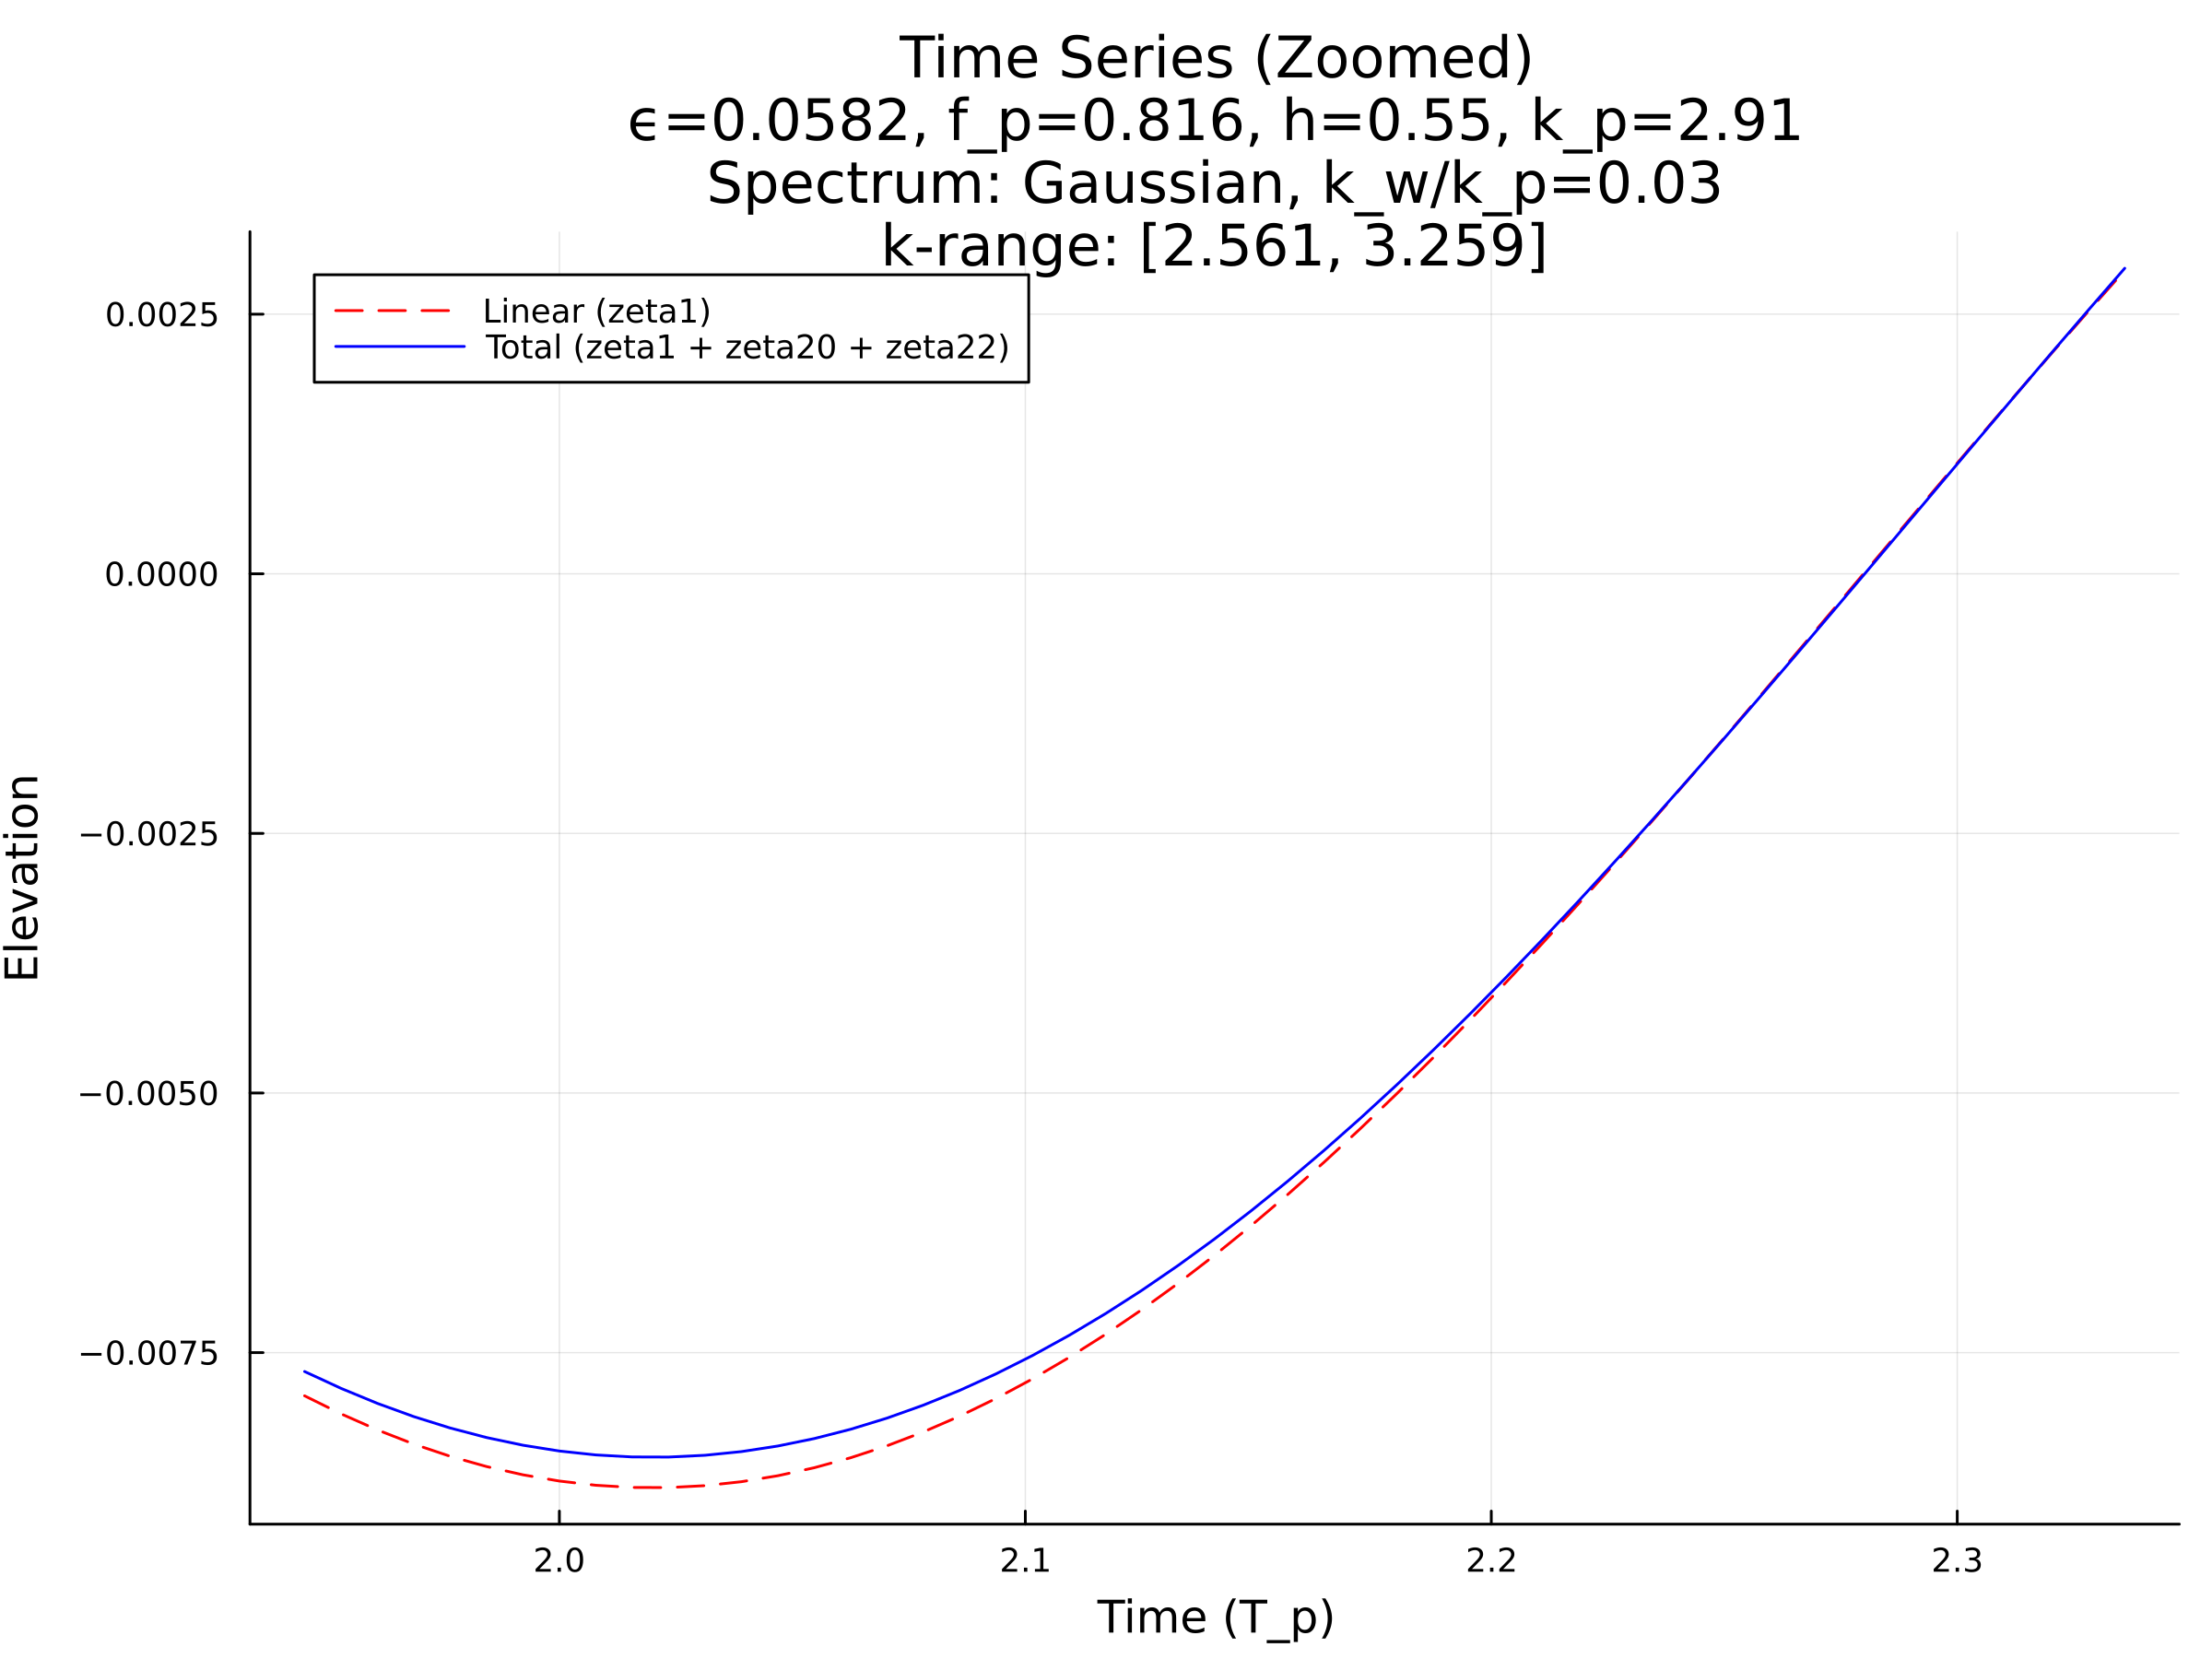 Time Series (Zoomed)
ϵ=0.0582, f_p=0.816, h=0.55, k_p=2.91
Spectrum: Gaussian, k_w/k_p=0.03
k-range: [2.561, 3.259]
Linear (zeta1)
Total (zeta1 + zeta20 + zeta22)
0.0025
0.0000
−0.0025
−0.0050
−0.0075
Elevation
2.0 2.1 2.2 2.3
Time (T_p)